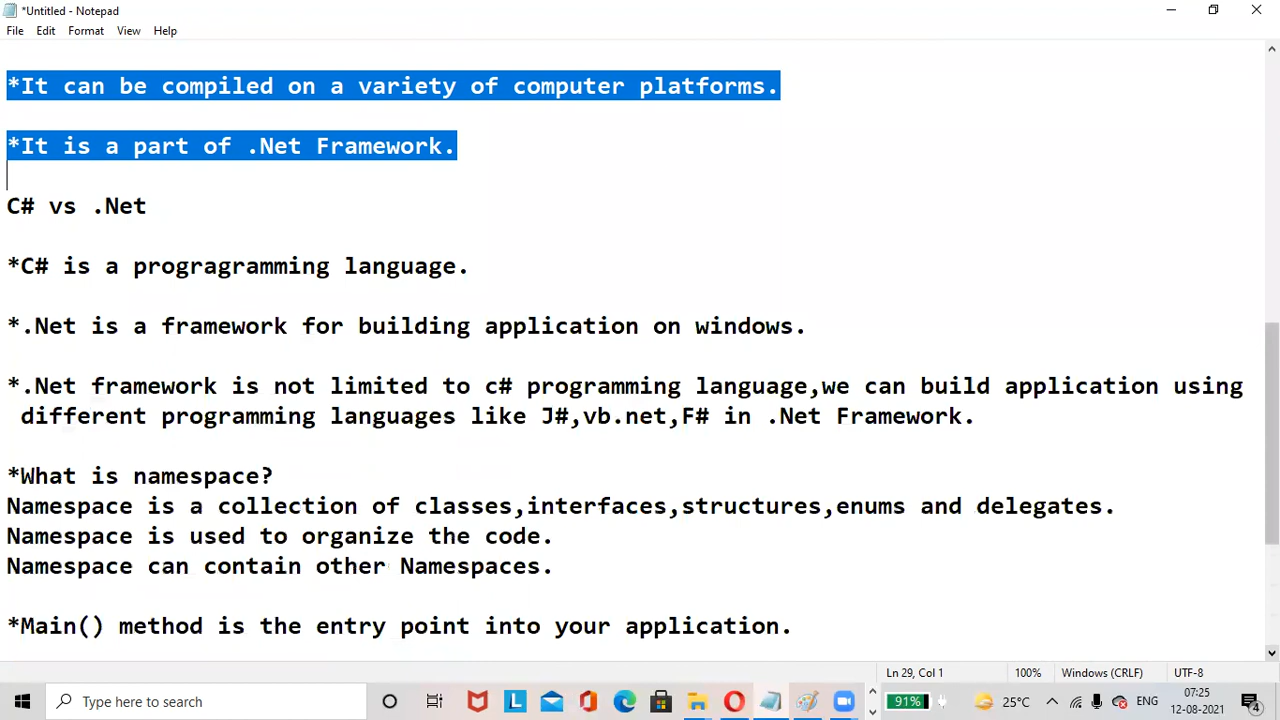 *Untitled - Notepad
File Edit Format View Help
*It can be compiled on a variety of computer platforms.
*It is a part of .Net Framework.
C# vs .Net
*C# is a progragramming language.
*.Net is a framework for building application on windows.
*.Net framework is not limited to c# programming language,we can build application using
different programming languages like J#,vb.net,F# in .Net Framework.
*What is namespace?
Namespace is a collection of classes,interfaces,structures,enums and delegates.
Namespace is used to organize the code.
Namespace can contain other Namespaces.
*Main() method is the entry point into your application.
Ln 29, Col 1 100% Windows (CRLF) UTF-8
Type here to search L 91% 25°C ENG 07:25
12-08-2021 4